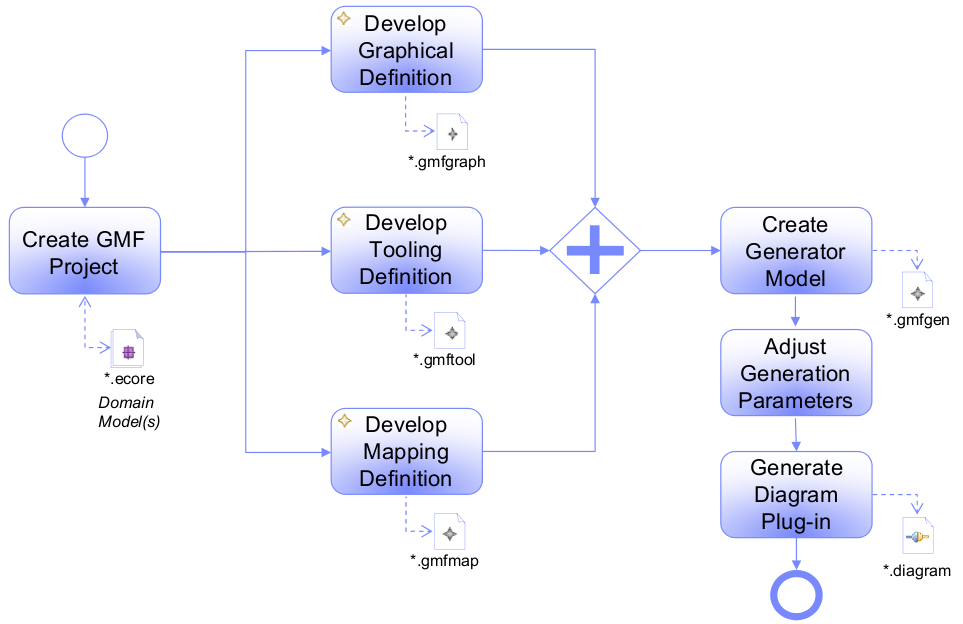 Develop
Graphical
Definition
*.gmfgraph
Create GMF
Project
*.ecore
Domain
Model(s)
Develop
Tooling
Definition
*.gmftool
Develop
Mapping
Definition
*.gmfmap
Create
Generator
Model
*.gmfgen
Adjust
Generation
Parameters
Generate
Diagram
Plug-in
*.diagram